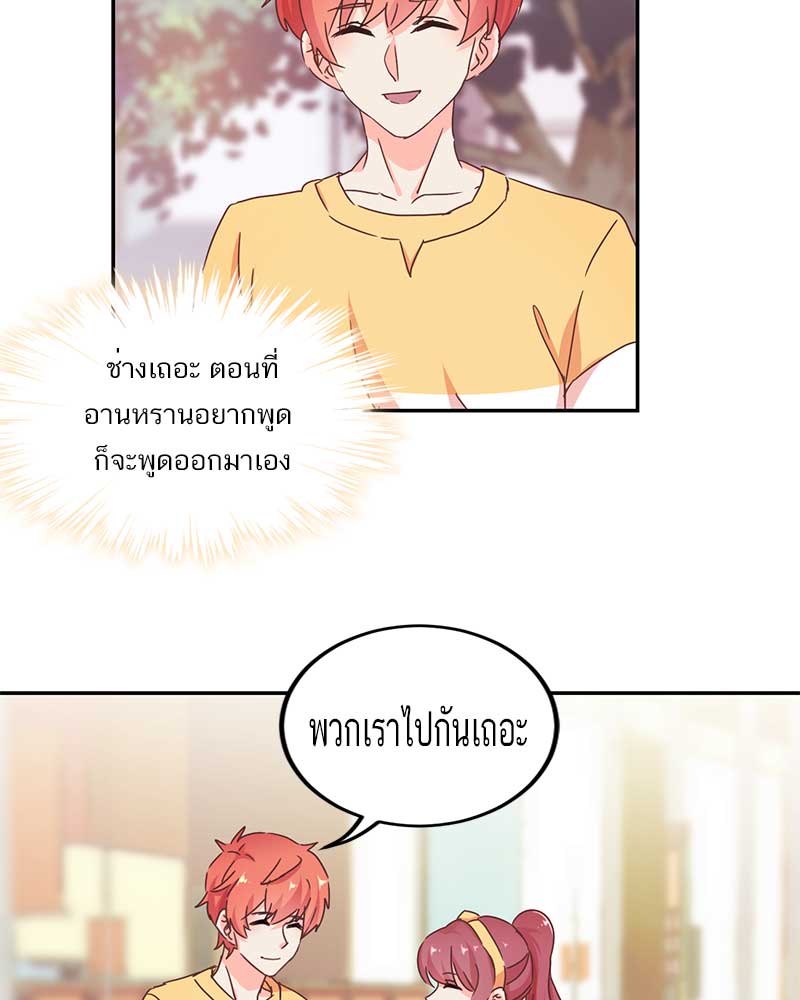 ช่างเถอะ ตอนที่
อานหรานอยากพูด
ก็จะพูดออกมาเอง
พวกเราไปกันเถอะ